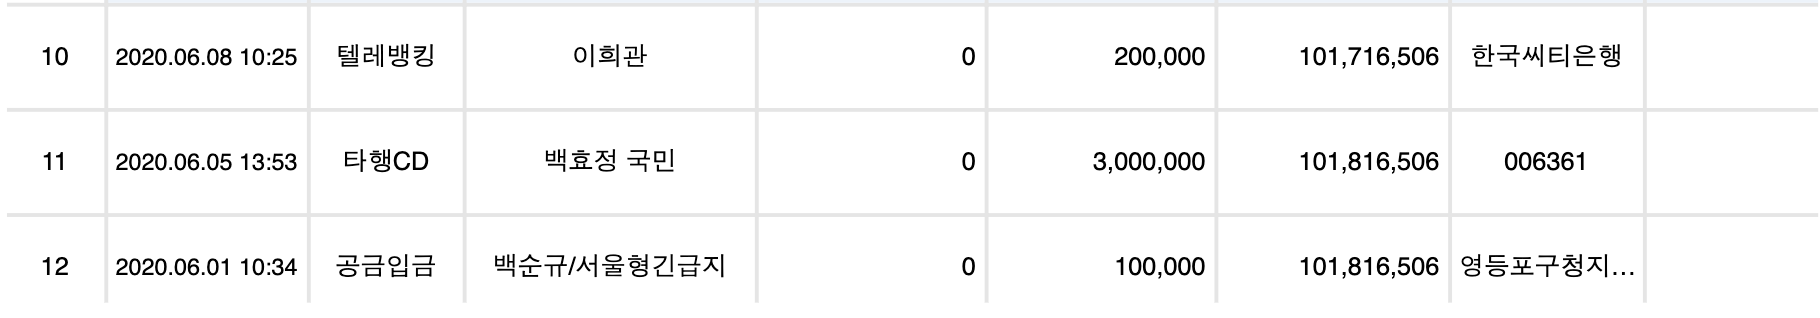 10 2020.06.08 10:25 텔레뱅킹 이희관 0 200,000 101,716,506 한국씨티은행
11 2020.06.05 13:53 타행CD 백효정 국민 0 3,000,000 101,816,506 006361
12 2020.06.01 10:34 공금입금 백순규/서울형긴급지 0 100,000 101,816,506 영등포구청지...